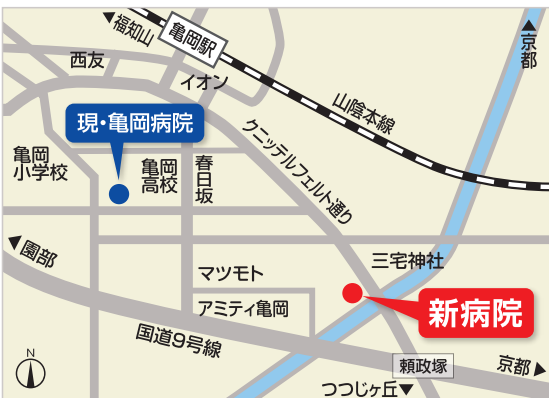 ◀福知山
亀岡駅
▲京都
西友
イオン
山陰本線
現・亀岡病院
クニッテルフェルト通り
亀岡
小学校
亀岡
高校
春日坂
◀園部
三宅神社
マツモト
アミティ亀岡
新病院
国道9号線
頼政塚
京都▶
N
つつじヶ丘▼